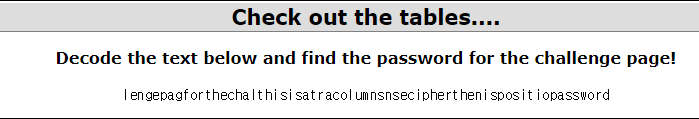 Check out the tables....
Decode the text below and find the password for the challenge page!
lengepagforthechalthisisatracolumnsnsecipherthenispositiopassword